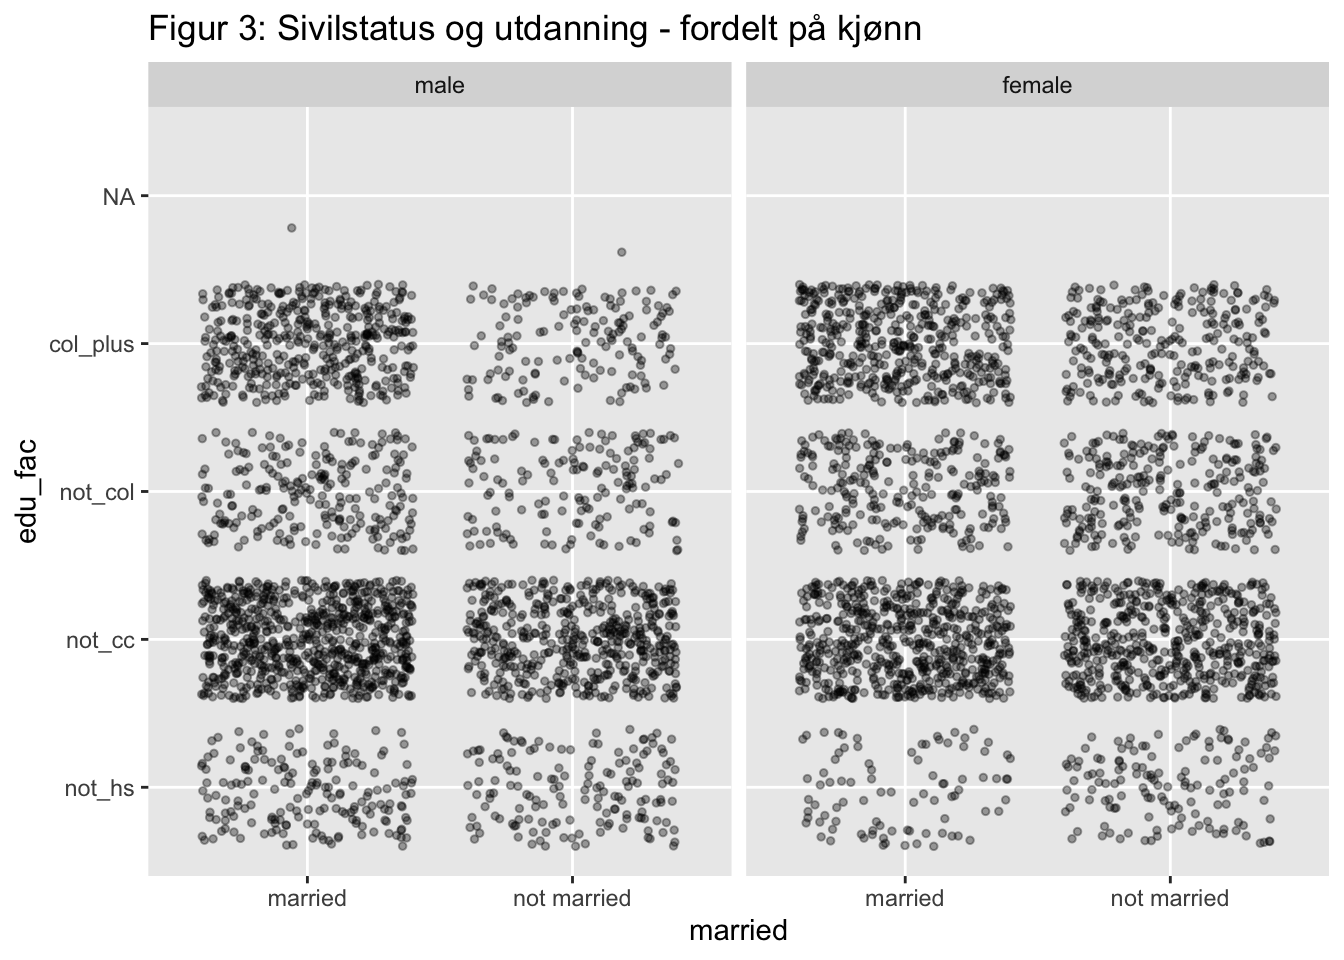 Figur 3: Sivilstatus og utdanning - fordelt på kjønn
male
female
NA
col_plus
not_col
not_cc
not_hs
edu_fac
married
not married
married
not married
married